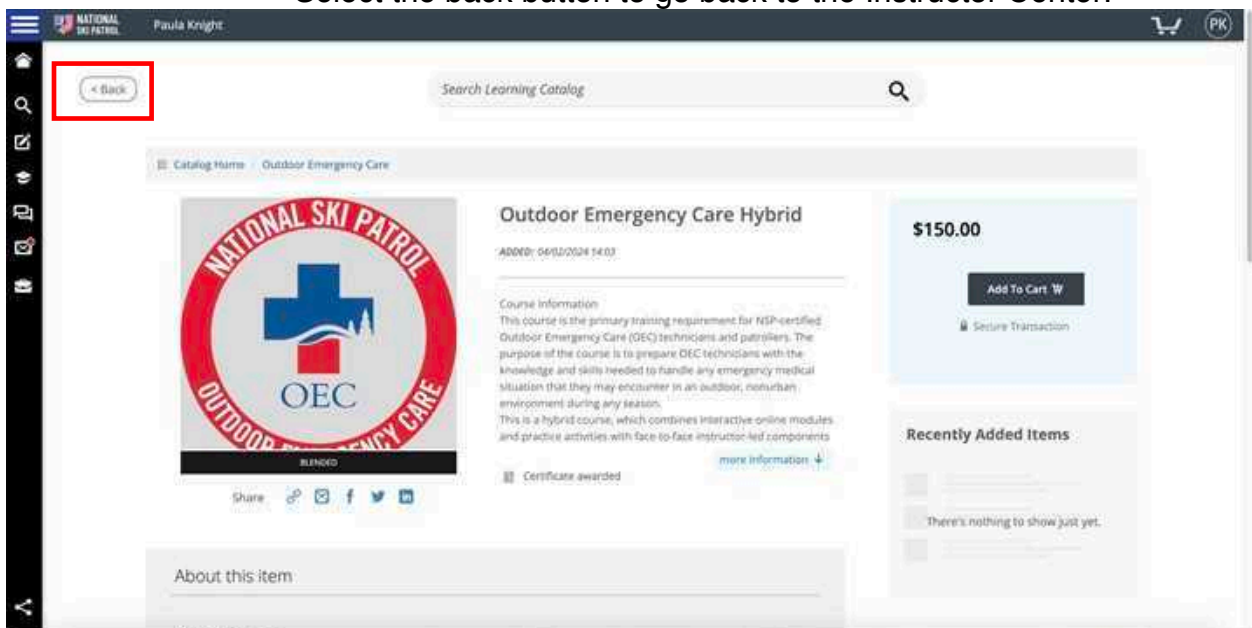 Select the back button to go back to the Instructor Center.
NATIONAL
SKI PATROL
Paula Knight
PK
< Back
Search Learning Catalog
Catalog Home / Outdoor Emergency Care
NATIONAL SKI PATROL
OEC
OUTDOOR EMERGENCY CARE
BLENDED
Share
Outdoor Emergency Care Hybrid
ADDED: 04/02/2024 14:03
Course Information
This course is the primary training requirement for NSP-certified
Outdoor Emergency Care (OEC) technicians and patrollers. The
purpose of the course is to prepare OEC technicians with the
knowledge and skills needed to handle any emergency medical
situation that they may encounter in an outdoor, nonurban
environment during any season.
This is a hybrid course, which combines interactive online modules
and practice activities with face to face instructor-led components
more information
Certificate awarded
$150.00
Add To Cart
Secure Transaction
Recently Added Items
There's nothing to show just yet.
About this item